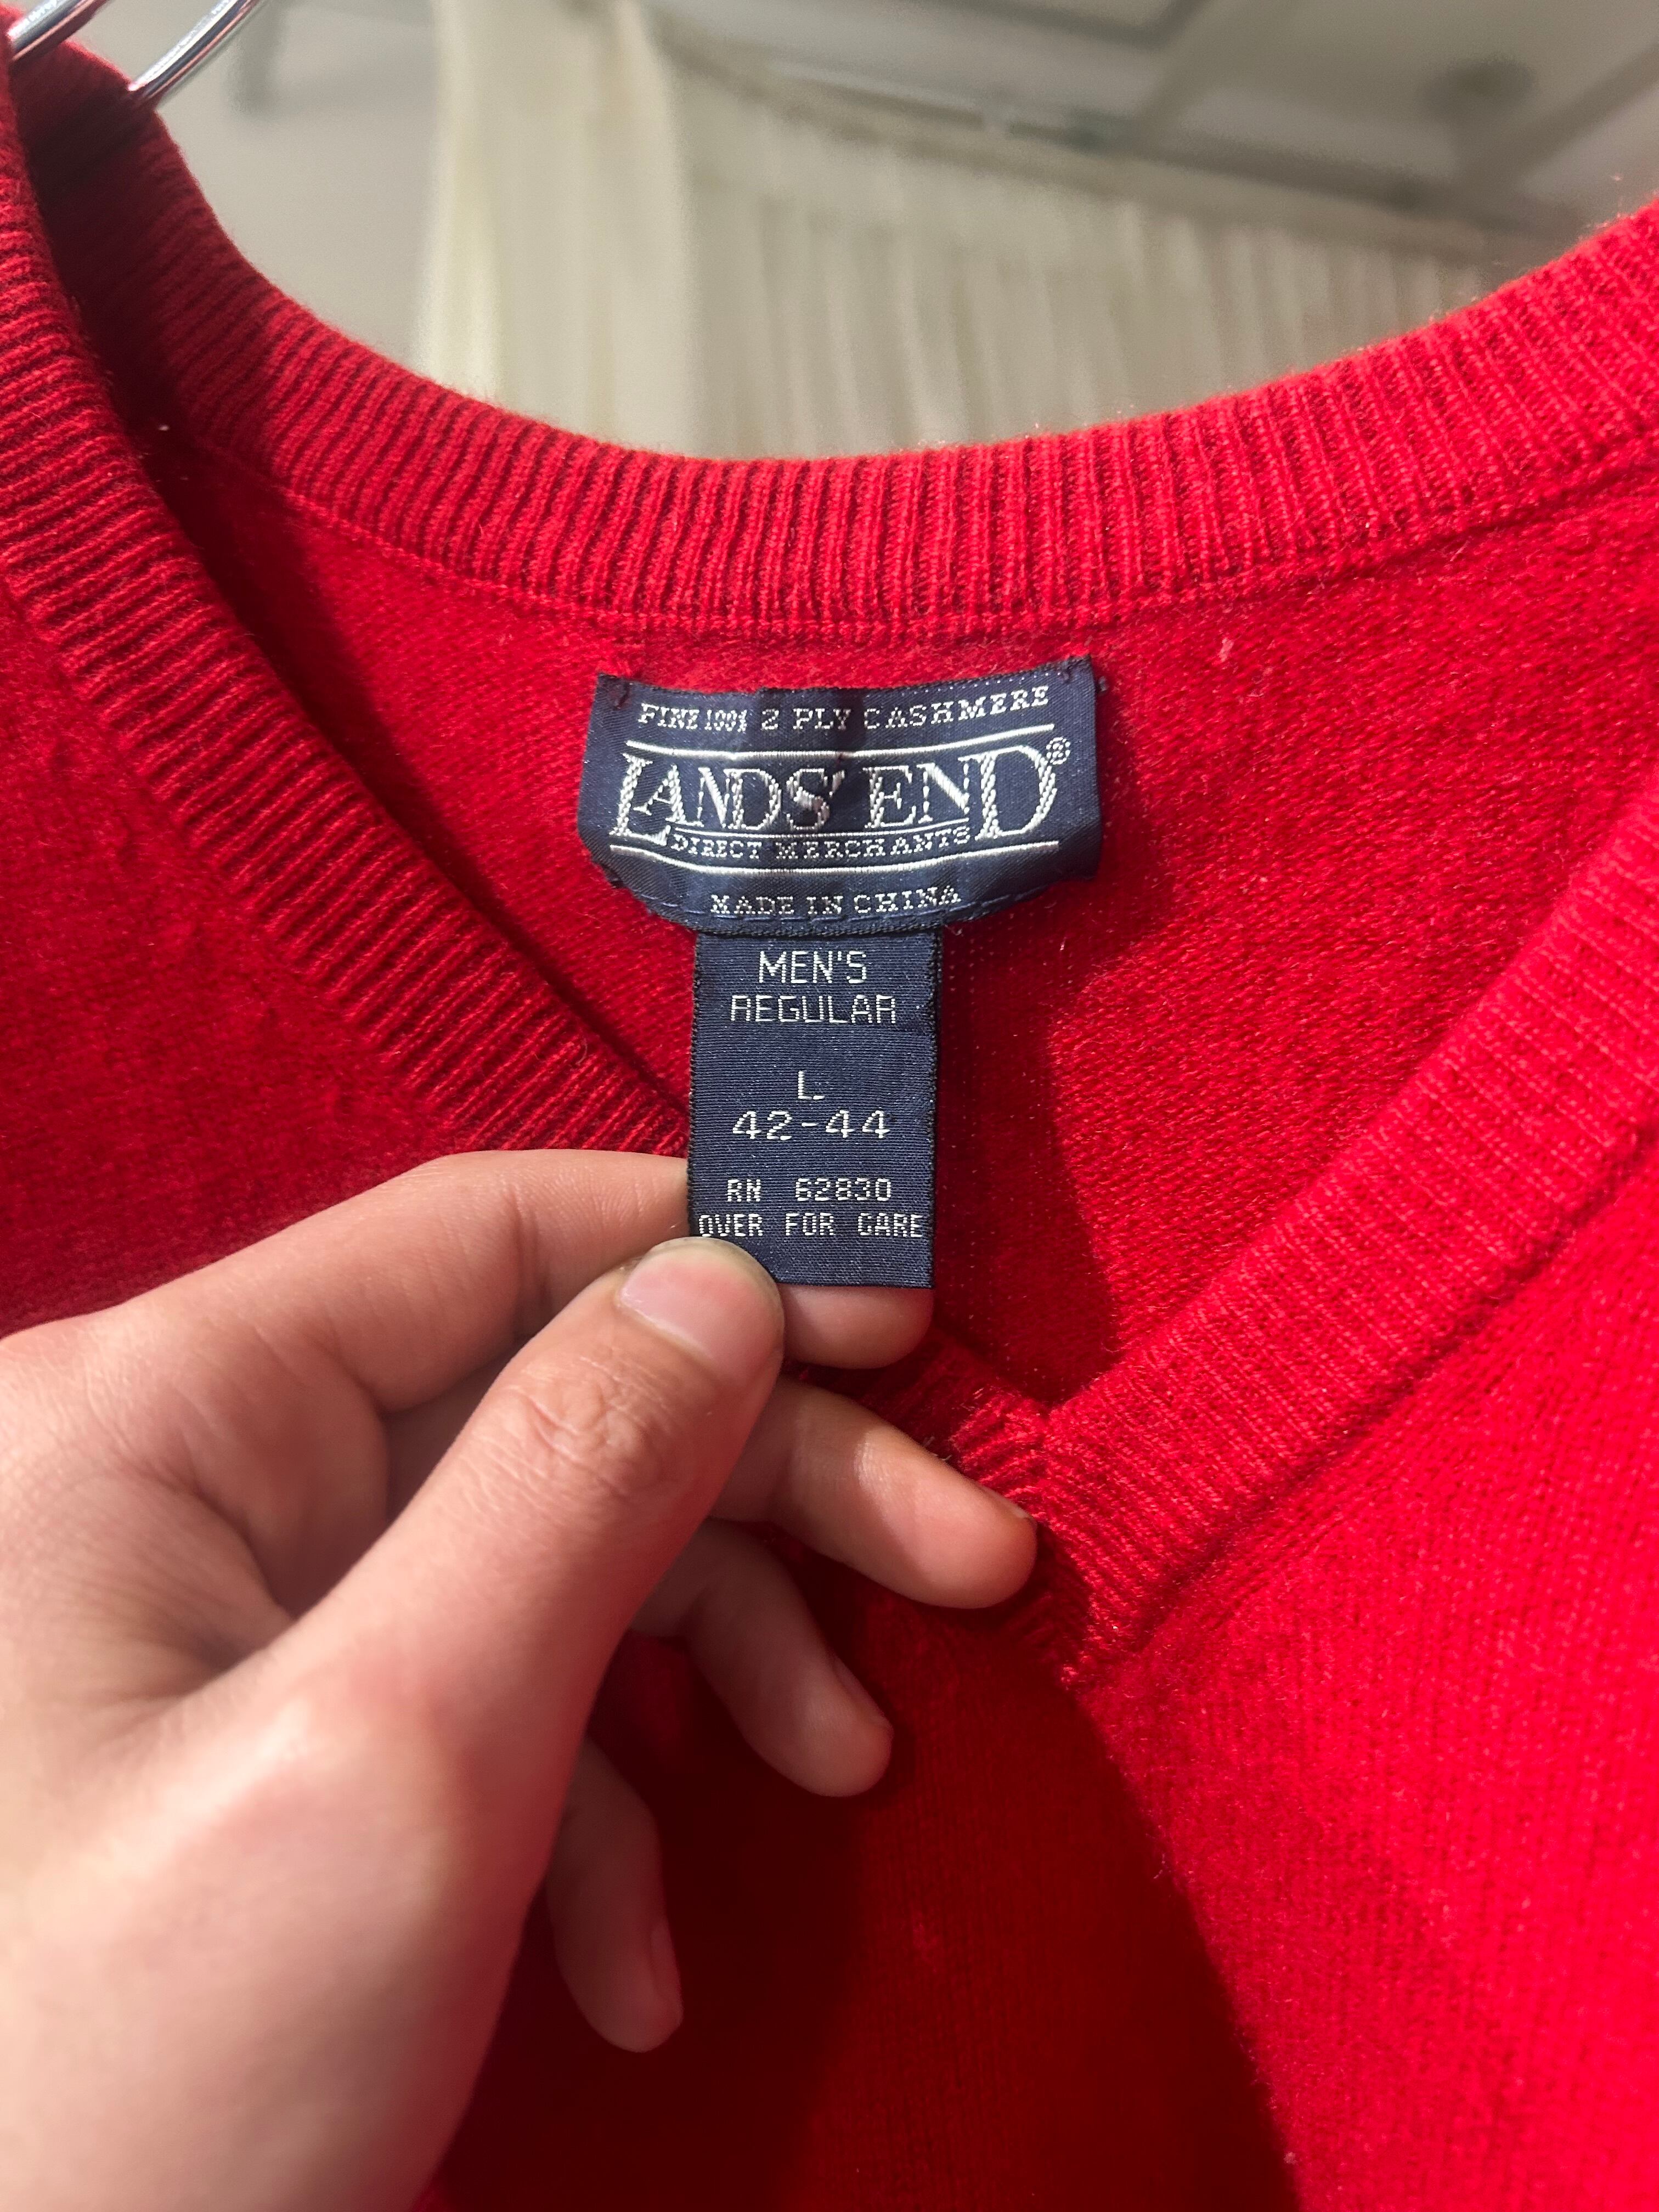 FINE 100% 2 PLY CASHMERE
LANDS' END®
DIRECT MERCHANTS
MADE IN CHINA
MEN'S
REGULAR
L
42-44
RN 62830
OVER FOR CARE